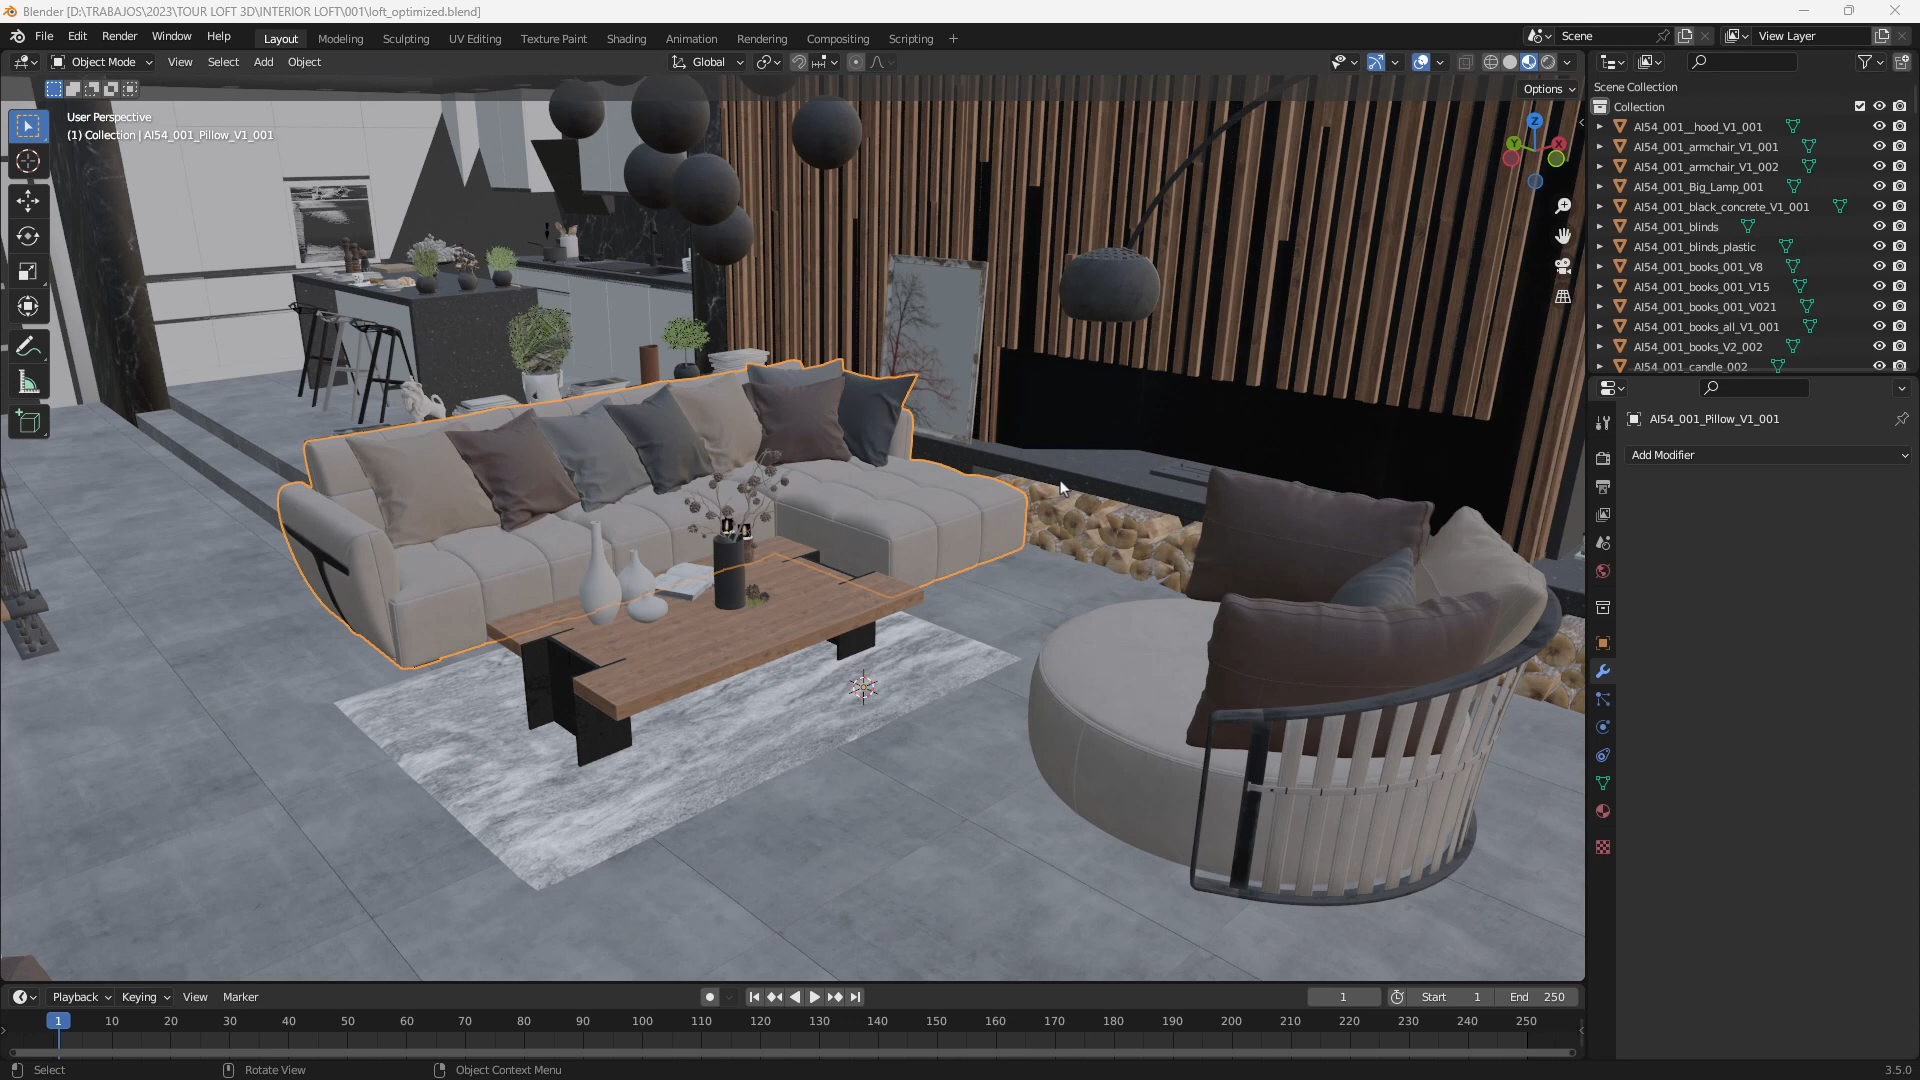 Blender [D:\TRABAJOS\2023\TOUR LOFT 3D\INTERIOR LOFT\001\loft_optimized.blend]
File Edit Render Window Help Layout Modeling Sculpting UV Editing Texture Paint Shading Animation Rendering Compositing Scripting + Scene View Layer
Object Mode View Select Add Object Global
Options
User Perspective
(1) Collection | AI54_001_Pillow_V1_001
Z
Y
X
Scene Collection
Collection
AI54_001__hood_V1_001
AI54_001_armchair_V1_001
AI54_001_armchair_V1_002
AI54_001_Big_Lamp_001
AI54_001_black_concrete_V1_001
AI54_001_blinds
AI54_001_blinds_plastic
AI54_001_books_001_V8
AI54_001_books_001_V15
AI54_001_books_001_V021
AI54_001_books_all_V1_001
AI54_001_books_V2_002
AI54_001_candle_002
AI54_001_Pillow_V1_001
Add Modifier
Playback Keying View Marker 1 Start 1 End 250
1 10 20 30 40 50 60 70 80 90 100 110 120 130 140 150 160 170 180 190 200 210 220 230 240 250
Select Rotate View Object Context Menu 3.5.0